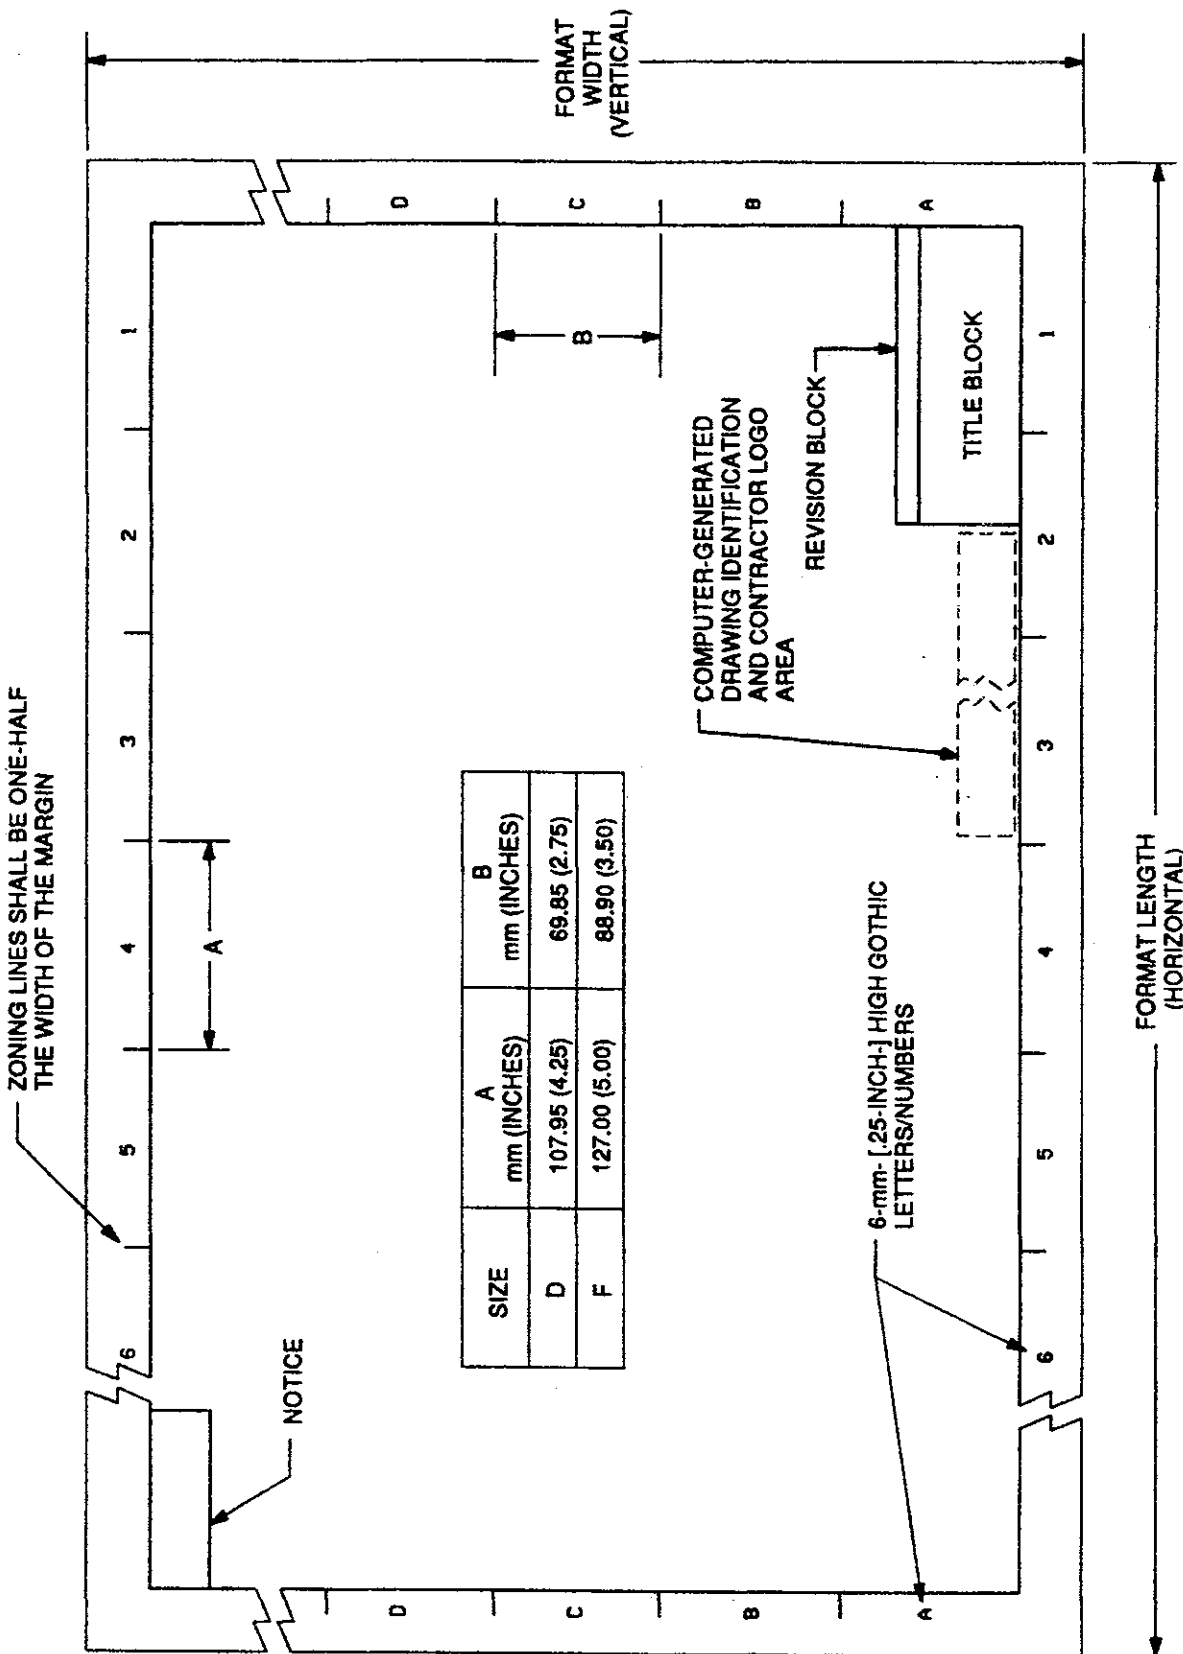 ZONING LINES SHALL BE ONE-HALF
THE WIDTH OF THE MARGIN
6
5
4
3
2
1
A
NOTICE
D
C
B
A
D
C
B
A
B
FORMAT
WIDTH
(VERTICAL)
SIZE
A
mm (INCHES)
B
mm (INCHES)
D
107.95 (4.25)
69.85 (2.75)
F
127.00 (5.00)
88.90 (3.50)
COMPUTER-GENERATED
DRAWING IDENTIFICATION
AND CONTRACTOR LOGO
AREA
REVISION BLOCK
TITLE BLOCK
6-mm- [.25-INCH-] HIGH GOTHIC
LETTERS/NUMBERS
6
5
4
3
2
1
FORMAT LENGTH
(HORIZONTAL)